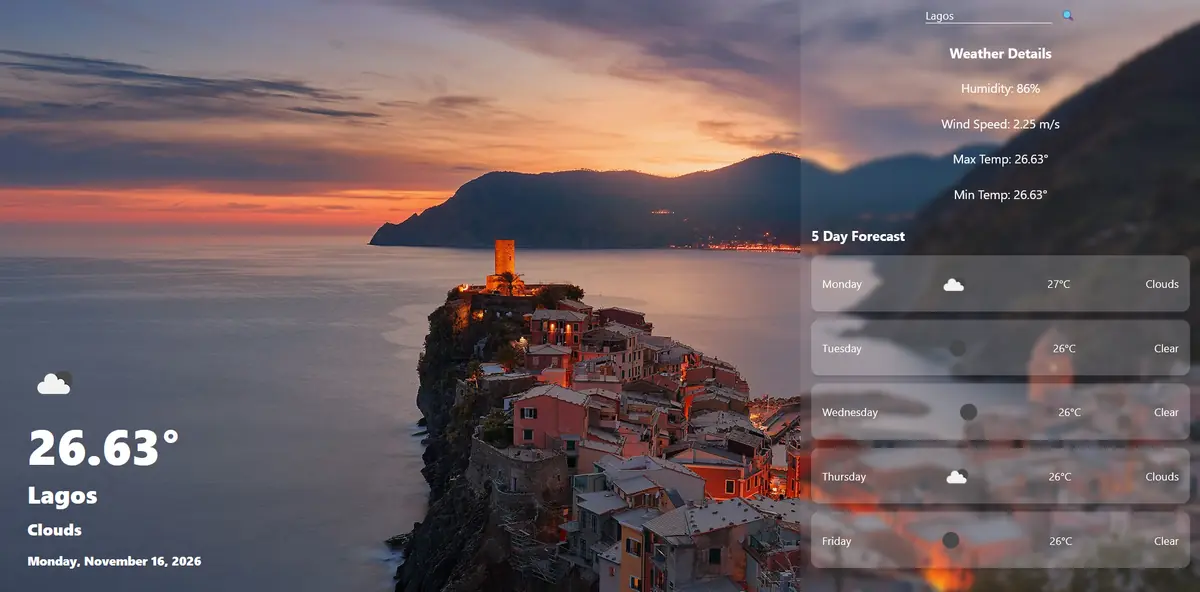 26.63°
Lagos
Clouds
Monday, November 16, 2026
Lagos
Weather Details
Humidity: 86%
Wind Speed: 2.25 m/s
Max Temp: 26.63°
Min Temp: 26.63°
5 Day Forecast
Monday 27°C Clouds
Tuesday 26°C Clear
Wednesday 26°C Clear
Thursday 26°C Clouds
Friday 26°C Clear